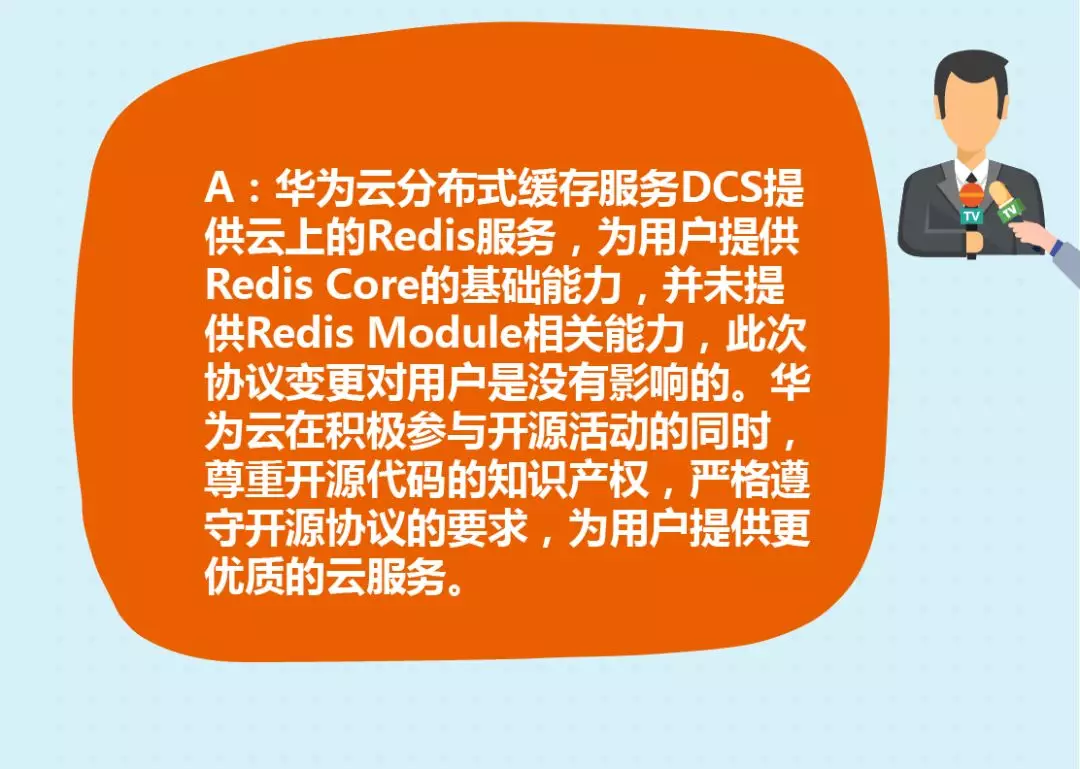 A：华为云分布式缓存服务DCS提
供云上的Redis服务，为用户提供
Redis Core的基础能力，并未提
供Redis Module相关能力，此次
协议变更对用户是没有影响的。华
为云在积极参与开源活动的同时，
尊重开源代码的知识产权，严格遵
守开源协议的要求，为用户提供更
优质的云服务。
TV
TV